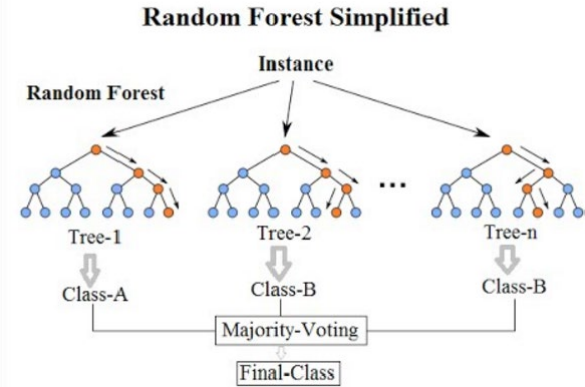 Random Forest Simplified
Instance
Random Forest
...
Tree-1
Tree-2
Tree-n
Class-A
Class-B
Class-B
Majority-Voting
Final-Class